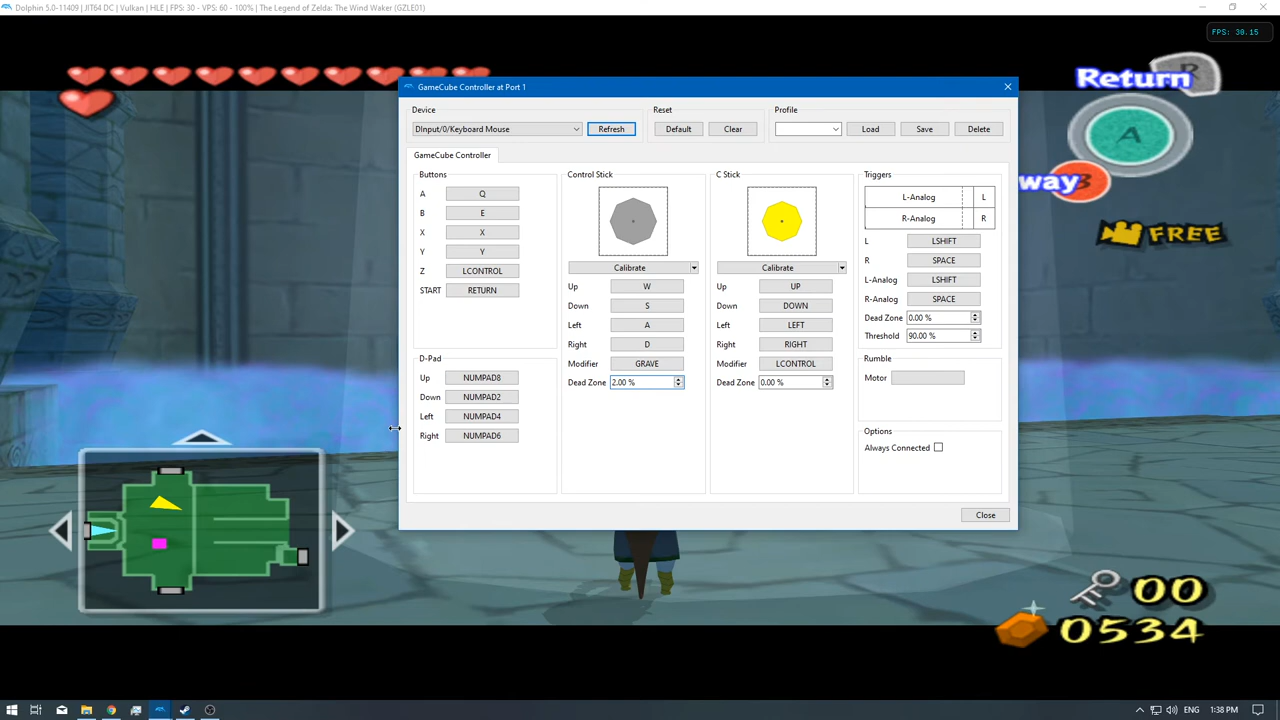 Dolphin 5.0-11409 | JIT64 DC | Vulkan | HLE | FPS: 30 - VPS: 60 - 100% | The Legend of Zelda: The Wind Waker (GZLE01)
FPS: 30.15
Return R
A
way
FREE
GameCube Controller at Port 1
Device
Reset
Profile
DInput/0/Keyboard Mouse
Refresh
Default
Clear
Load
Save
Delete
GameCube Controller
Buttons
A Q
B E
X X
Y Y
Z LCONTROL
START RETURN
D-Pad
Up NUMPAD8
Down NUMPAD2
Left NUMPAD4
Right NUMPAD6
Control Stick
Calibrate
Up W
Down S
Left A
Right D
Modifier GRAVE
Dead Zone 2.00 %
C Stick
Calibrate
Up UP
Down DOWN
Left LEFT
Right RIGHT
Modifier LCONTROL
Dead Zone 0.00 %
Triggers
L-Analog L
R-Analog R
L LSHIFT
R SPACE
L-Analog LSHIFT
R-Analog SPACE
Dead Zone 0.00 %
Threshold 90.00 %
Rumble
Motor
Options
Always Connected
Close
00
0534
ENG 1:38 PM